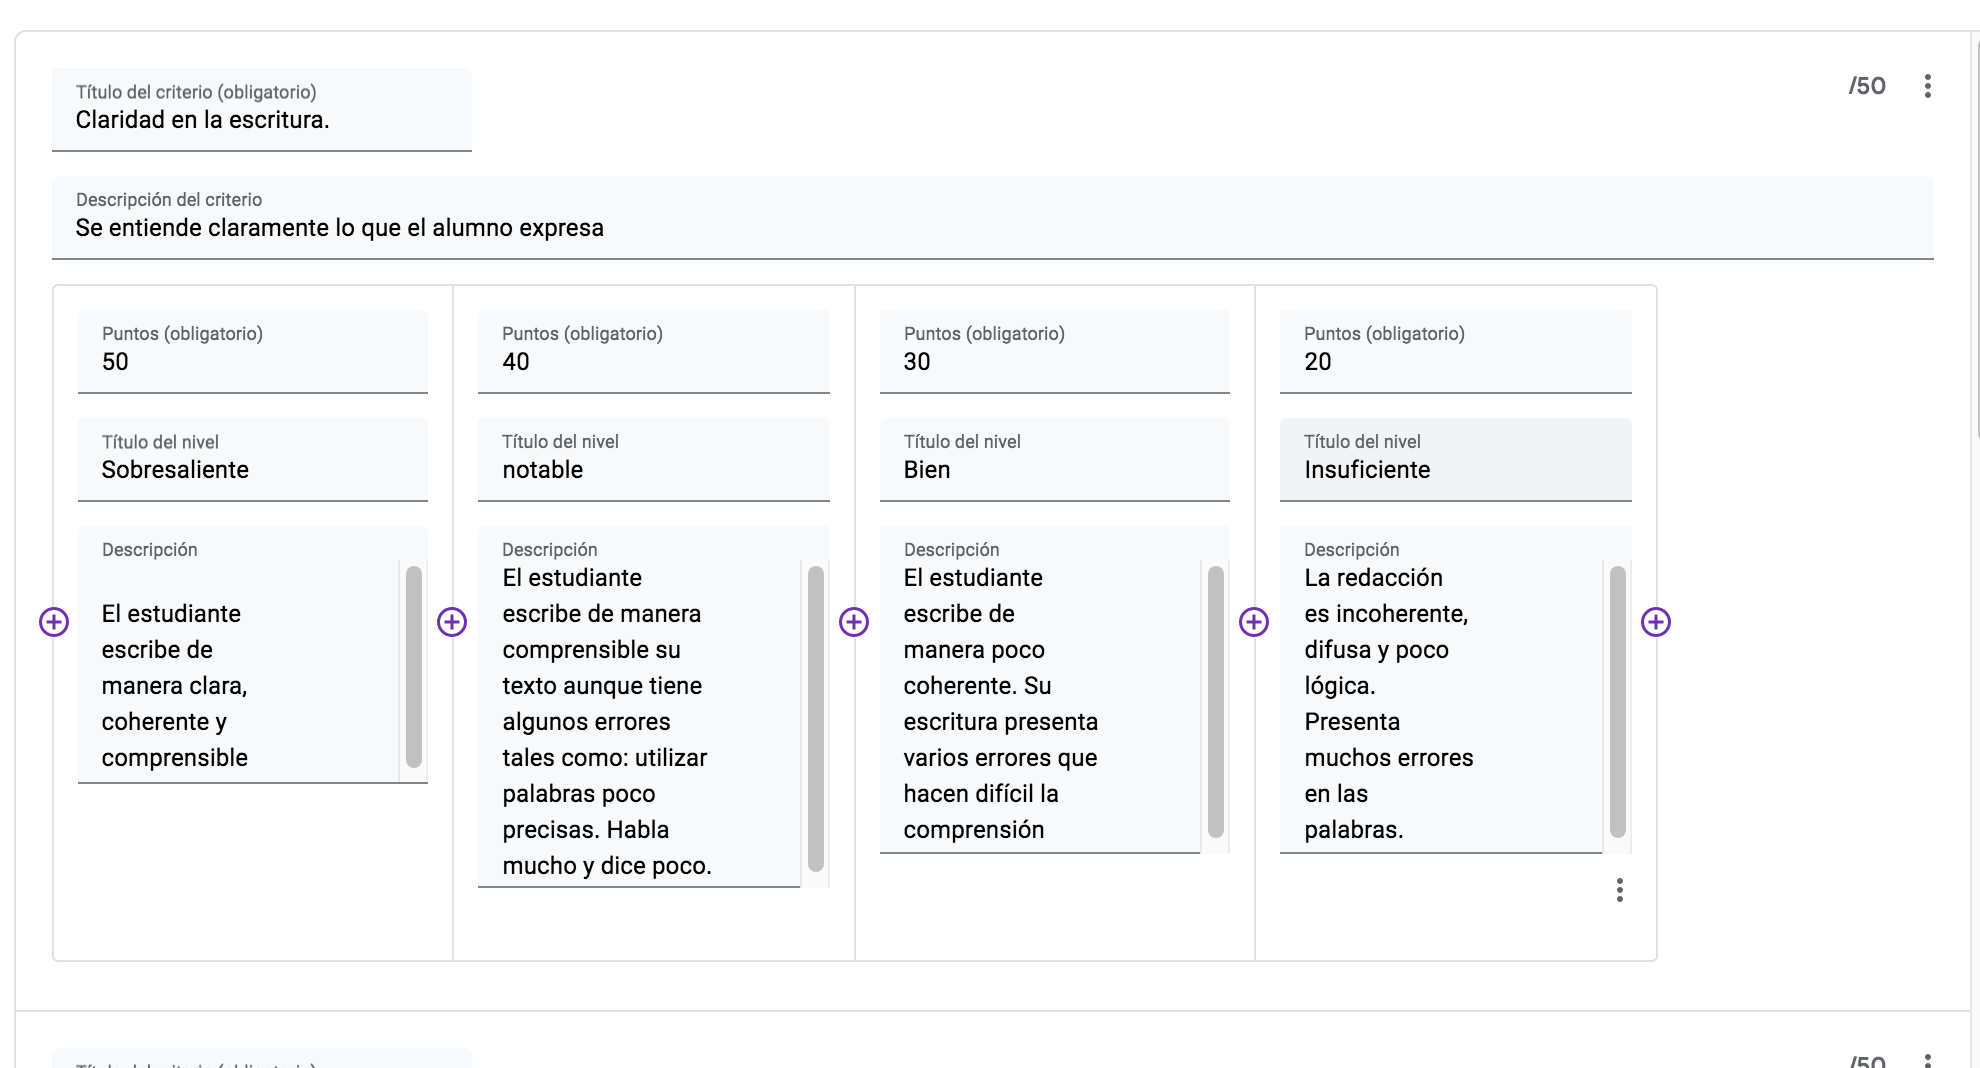 Título del criterio (obligatorio)
Claridad en la escritura.
/50
Descripción del criterio
Se entiende claramente lo que el alumno expresa
Puntos (obligatorio)
50
Título del nivel
Sobresaliente
Descripción
El estudiante
escribe de
manera clara,
coherente y
comprensible
Puntos (obligatorio)
40
Título del nivel
notable
Descripción
El estudiante
escribe de manera
comprensible su
texto aunque tiene
algunos errores
tales como: utilizar
palabras poco
precisas. Habla
mucho y dice poco.
Puntos (obligatorio)
30
Título del nivel
Bien
Descripción
El estudiante
escribe de
manera poco
coherente. Su
escritura presenta
varios errores que
hacen difícil la
comprensión
Puntos (obligatorio)
20
Título del nivel
Insuficiente
Descripción
La redacción
es incoherente,
difusa y poco
lógica.
Presenta
muchos errores
en las
palabras.
Título del criterio (obligatorio)
/50